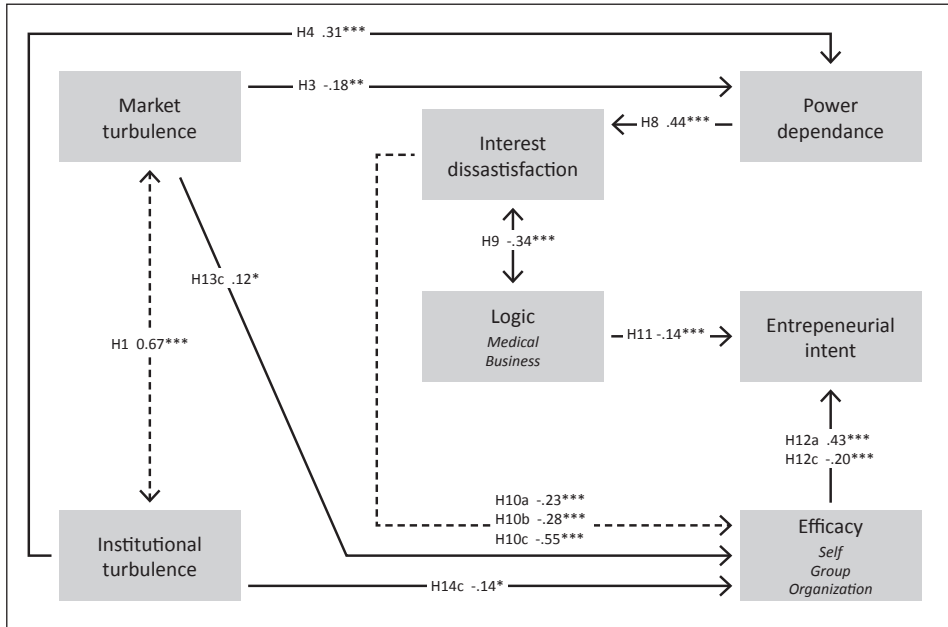 H4 .31***
Market
turbulence
H3 -.18**
Power
dependance
H8 .44***
Interest
dissastisfaction
H9 -.34***
H13c .12*
H1 0.67***
Logic
Medical
Business
H11 -.14***
Entrepeneurial
intent
H12a .43***
H12c -.20***
H10a -.23***
H10b -.28***
H10c -.55***
Institutional
turbulence
H14c -.14*
Efficacy
Self
Group
Organization